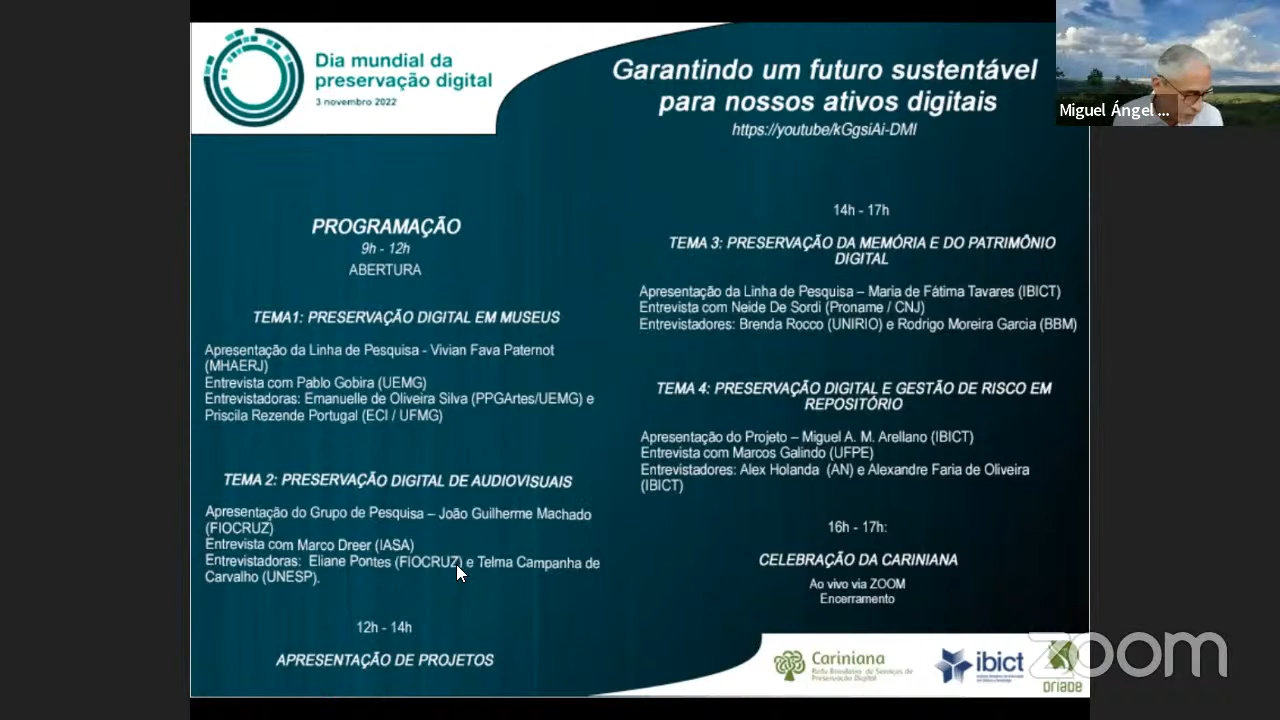 Dia mundial da
preservação digital
3 novembro 2022
Garantindo um futuro sustentável
para nossos ativos digitais
https://youtube/kGgsiAi-DMI
Miguel Ángel ...
PROGRAMAÇÃO
9h - 12h
ABERTURA
TEMA1: PRESERVAÇÃO DIGITAL EM MUSEUS
Apresentação da Linha de Pesquisa - Vivian Fava Paternot
(MHAERJ)
Entrevista com Pablo Gobira (UEMG)
Entrevistadoras: Emanuelle de Oliveira Silva (PPGArtes/UEMG) e
Priscila Rezende Portugal (ECI / UFMG)
TEMA 2: PRESERVAÇÃO DIGITAL DE AUDIOVISUAIS
Apresentação do Grupo de Pesquisa – João Guilherme Machado
(FIOCRUZ)
Entrevista com Marco Dreer (IASA)
Entrevistadoras: Eliane Pontes (FIOCRUZ) e Telma Campanha de
Carvalho (UNESP).
12h - 14h
APRESENTAÇÃO DE PROJETOS
14h - 17h
TEMA 3: PRESERVAÇÃO DA MEMÓRIA E DO PATRIMÔNIO
DIGITAL
Apresentação da Linha de Pesquisa – Maria de Fátima Tavares (IBICT)
Entrevista com Neide De Sordi (Proname / CNJ)
Entrevistadores: Brenda Rocco (UNIRIO) e Rodrigo Moreira Garcia (BBM)
TEMA 4: PRESERVAÇÃO DIGITAL E GESTÃO DE RISCO EM
REPOSITÓRIO
Apresentação do Projeto – Miguel A. M. Arellano (IBICT)
Entrevista com Marcos Galindo (UFPE)
Entrevistadores: Alex Holanda (AN) e Alexandre Faria de Oliveira
(IBICT)
16h - 17h:
CELEBRAÇÃO DA CARINIANA
Ao vivo via ZOOM
Encerramento
Cariniana
Rede Brasileira de Serviços de
Preservação Digital
ibict
DRIADE
zoom